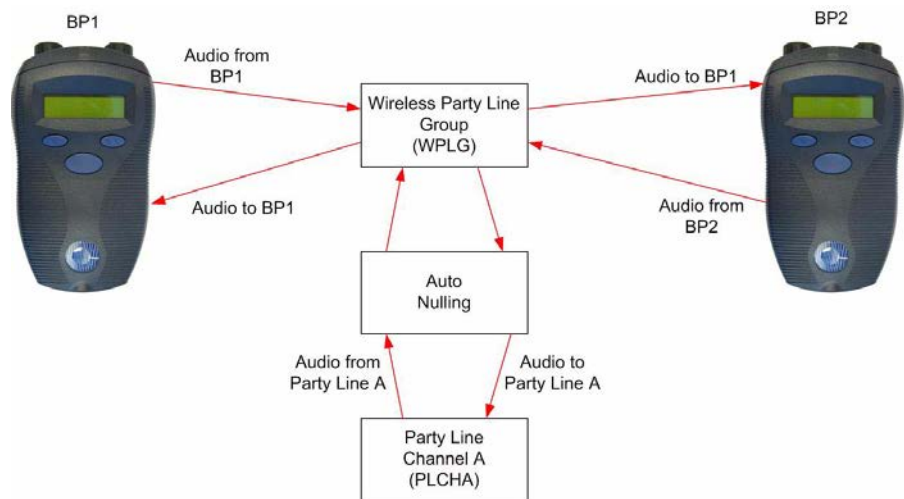 BP1
BP2
Audio from
BP1
Wireless Party Line
Group
(WPLG)
Audio to BP1
Audio to BP1
Audio from
BP2
Auto
Nulling
Audio from
Party Line A
Audio to
Party Line A
Party Line
Channel A
(PLCHA)